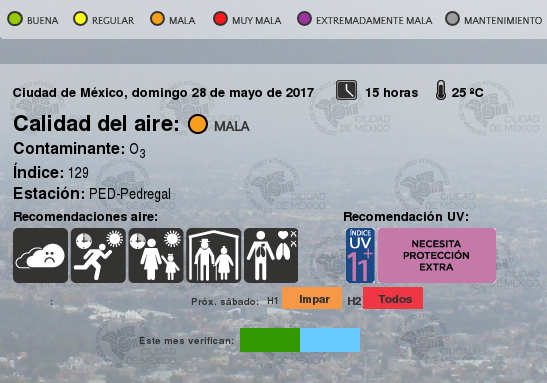 BUENA REGULAR MALA MUY MALA EXTREMADAMENTE MALA MANTENIMIENTO
Ciudad de México, domingo 28 de mayo de 2017 15 horas 25 ºC
Calidad del aire: MALA
Contaminante: O3
Índice: 129
Estación: PED-Pedregal
Recomendaciones aire: Recomendación UV:
ÍNDICE
UV
11+
NECESITA
PROTECCIÓN
EXTRA
: Próx. sábado: H1 Impar H2 Todos
Este mes verifican:
CIUDAD
DE MÉXICO